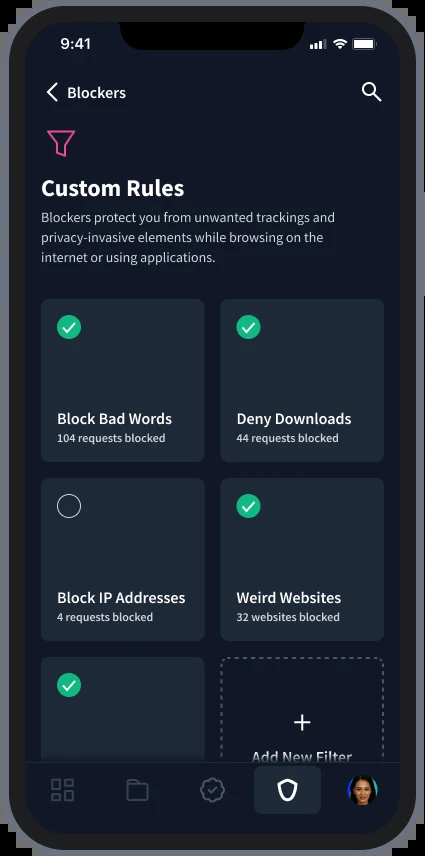 9:41
Blockers
Custom Rules
Blockers protect you from unwanted trackings and
privacy-invasive elements while browsing on the
internet or using applications.
Block Bad Words
104 requests blocked
Deny Downloads
44 requests blocked
Block IP Addresses
4 requests blocked
Weird Websites
32 websites blocked
Add New Filter